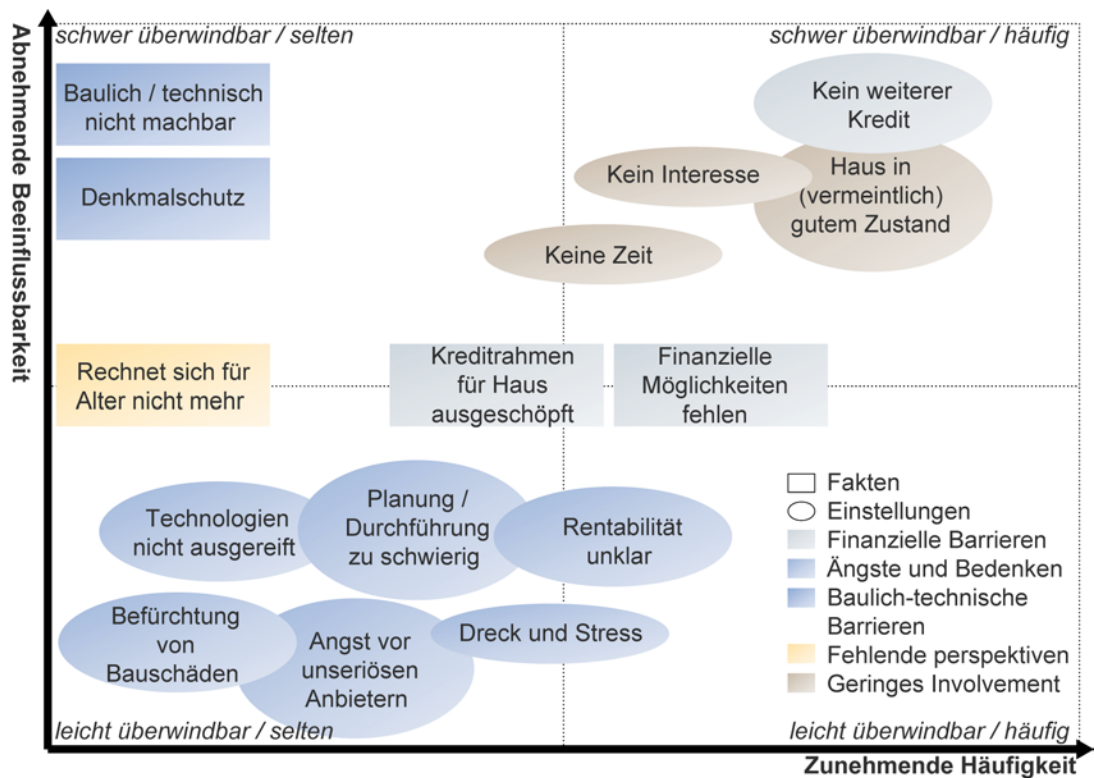 Abnehmende Beeinflussbarkeit
schwer überwindbar / selten
schwer überwindbar / häufig
Baulich / technisch
nicht machbar
Denkmalschutz
Kein weiterer
Kredit
Kein Interesse
Haus in
(vermeintlich)
gutem Zustand
Keine Zeit
Rechnet sich für
Alter nicht mehr
Kreditrahmen
für Haus
ausgeschöpft
Finanzielle
Möglichkeiten
fehlen
Technologien
nicht ausgereift
Planung /
Durchführung
zu schwierig
Rentabilität
unklar
Befürchtung
von
Bauschäden
Angst vor
unseriösen
Anbietern
Dreck und Stress
Fakten
Einstellungen
Finanzielle Barrieren
Ängste und Bedenken
Baulich-technische
Barrieren
Fehlende perspektiven
Geringes Involvement
leicht überwindbar / selten
leicht überwindbar / häufig
Zunehmende Häufigkeit